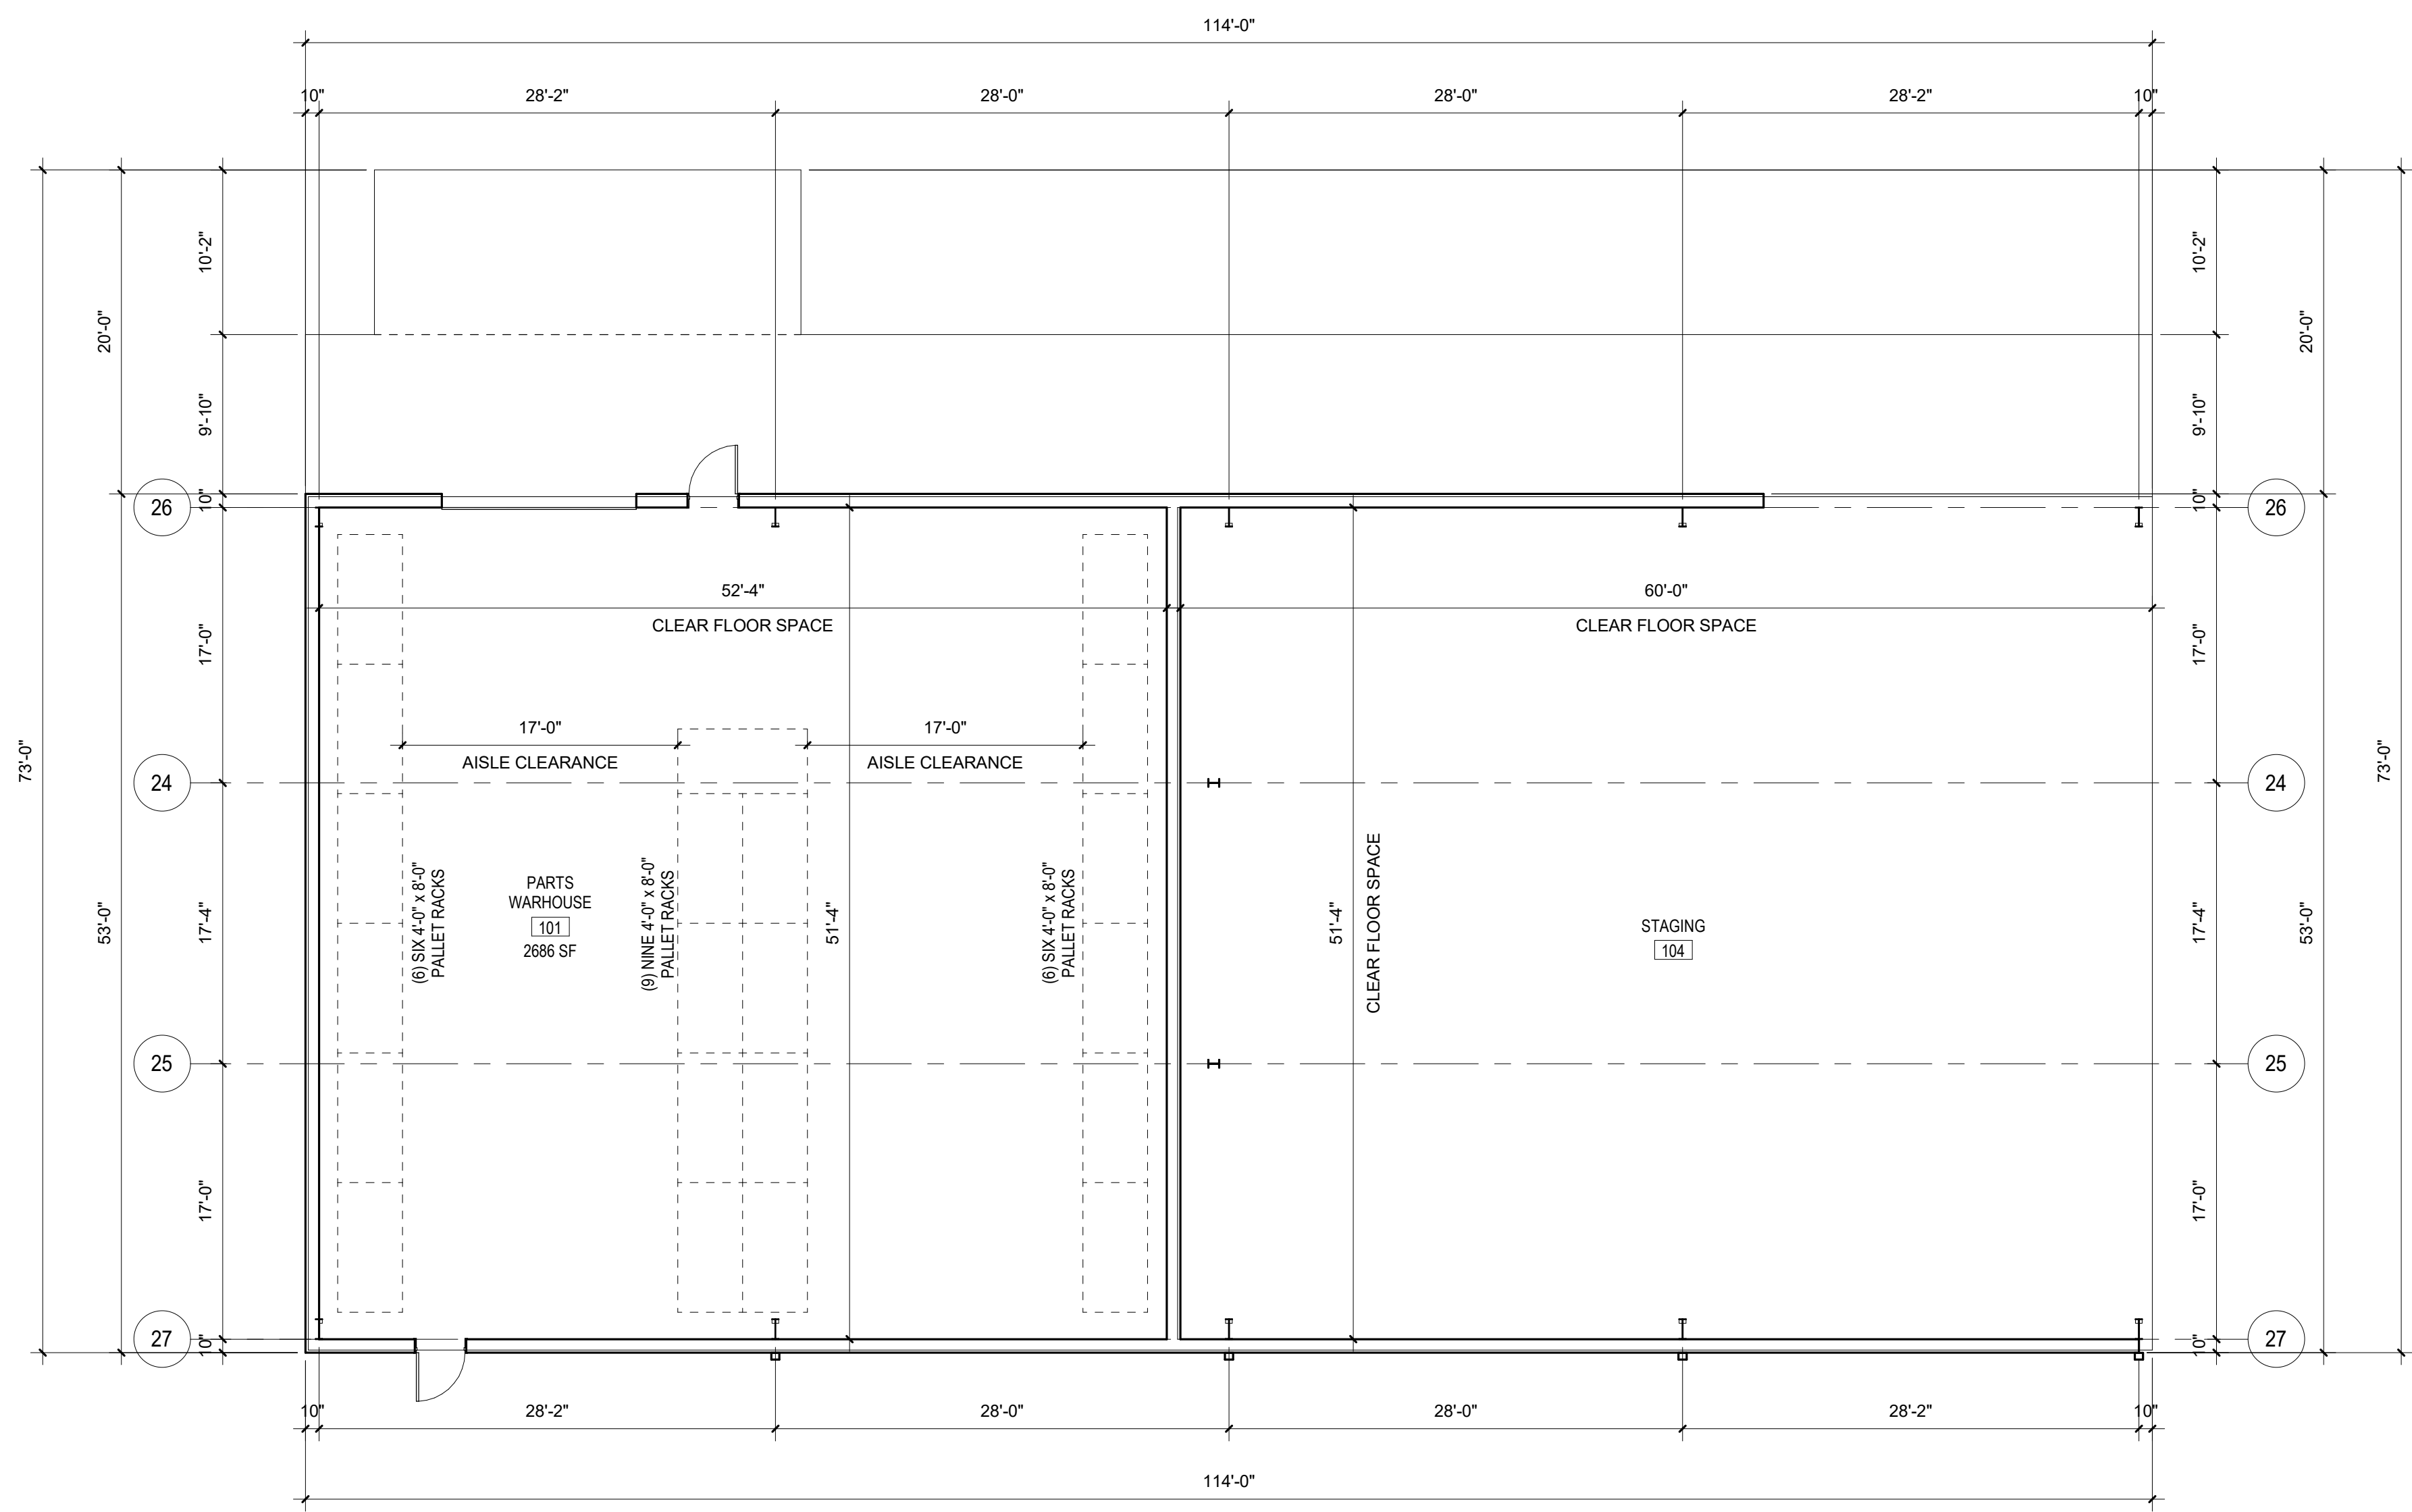 114'-0"
10" 28'-2" 28'-0" 28'-0" 28'-2" 10"
10'-2" 10'-2"
20'-0" 20'-0"
9'-10" 9'-10"
26 10" 10" 26
52'-4" 60'-0"
CLEAR FLOOR SPACE CLEAR FLOOR SPACE
17'-0" 17'-0"
17'-0" 17'-0"
AISLE CLEARANCE AISLE CLEARANCE
73'-0" 73'-0"
24 24
53'-0" 17'-4" 17'-4" 53'-0"
(6) SIX 4'-0" x 8'-0"
PALLET RACKS
PARTS
WARHOUSE
101
2686 SF
(9) NINE 4'-0" x 8'-0"
PALLET RACKS
51'-4"
(6) SIX 4'-0" x 8'-0"
PALLET RACKS
51'-4"
CLEAR FLOOR SPACE
STAGING
104
25 25
17'-0" 17'-0"
27 10" 10" 27
10" 28'-2" 28'-0" 28'-0" 28'-2" 10"
114'-0"